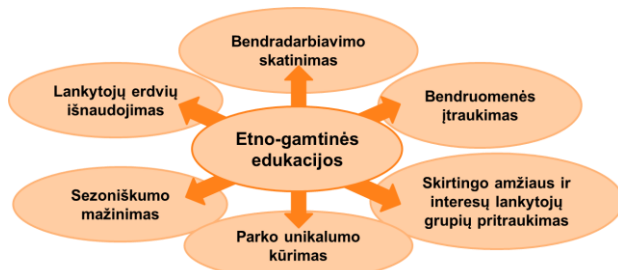 Bendradarbiavimo
skatinimas
Lankytojų erdvių
išnaudojimas
Bendruomenės
įtraukimas
Etno-gamtinės
edukacijos
Sezoniškumo
mažinimas
Skirtingo amžiaus ir
interesų lankytojų
grupių pritraukimas
Parko unikalumo
kūrimas